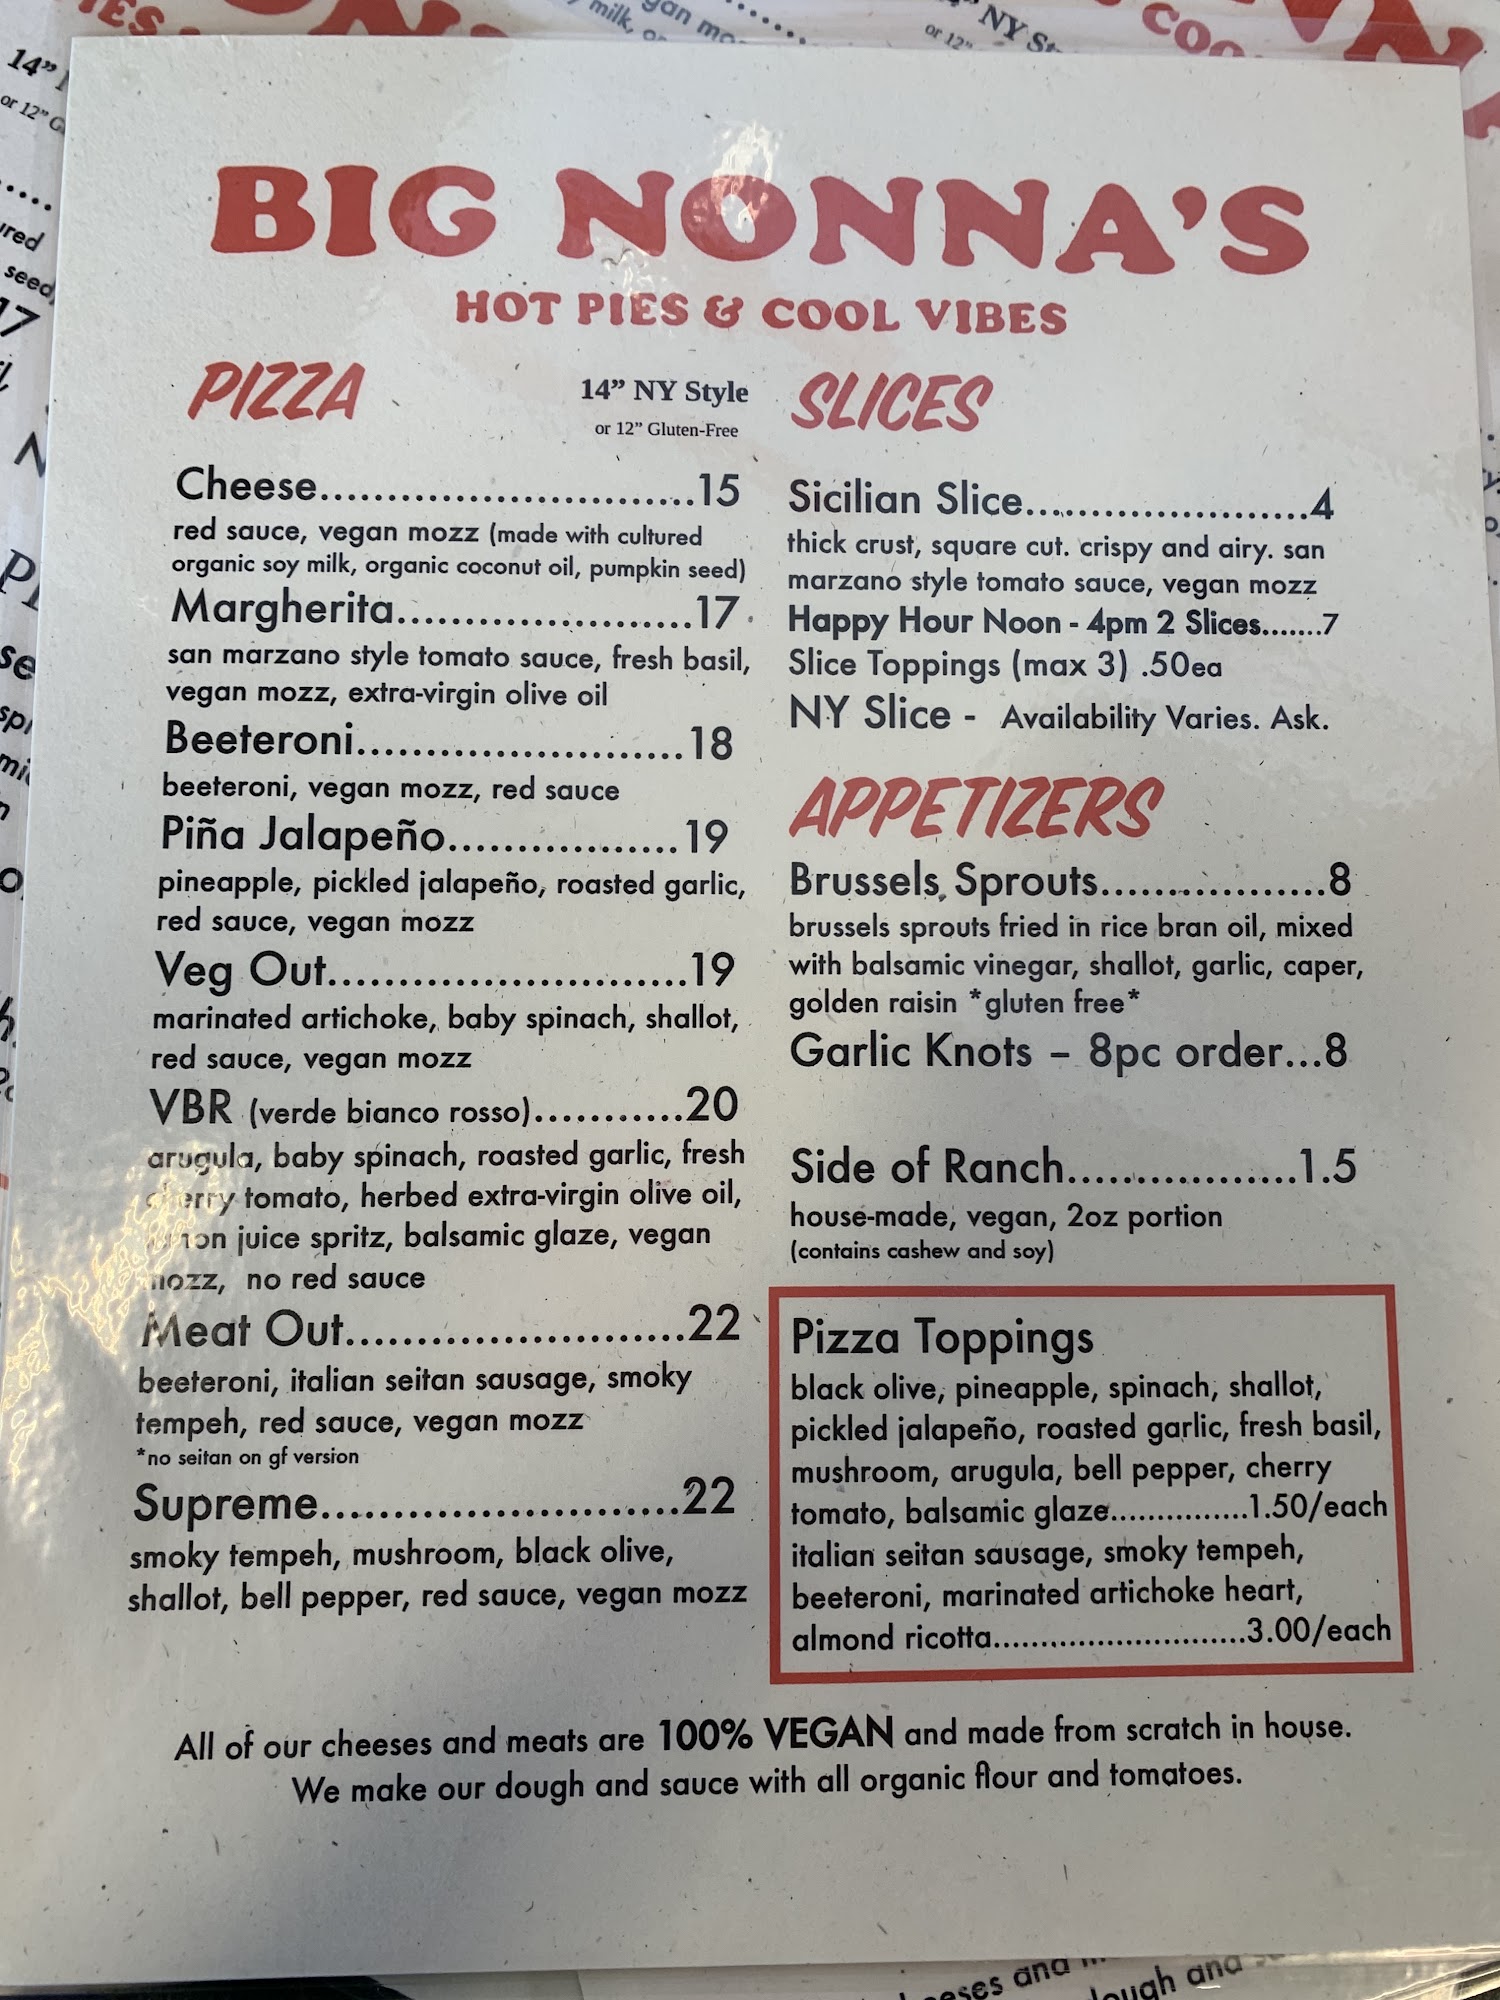 BIG NONNA'S
HOT PIES & COOL VIBES
PIZZA
14” NY Style
or 12” Gluten-Free
Cheese............................15
red sauce, vegan mozz (made with cultured
organic soy milk, organic coconut oil, pumpkin seed)
Margherita......................17
san marzano style tomato sauce, fresh basil,
vegan mozz, extra-virgin olive oil
Beeteroni........................18
beeteroni, vegan mozz, red sauce
Piña Jalapeño.................19
pineapple, pickled jalapeño, roasted garlic,
red sauce, vegan mozz
Veg Out..........................19
marinated artichoke, baby spinach, shallot,
red sauce, vegan mozz
VBR (verde bianco rosso)...........20
arugula, baby spinach, roasted garlic, fresh
cherry tomato, herbed extra-virgin olive oil,
lemon juice spritz, balsamic glaze, vegan
mozz, no red sauce
Meat Out.........................22
beeteroni, italian seitan sausage, smoky
tempeh, red sauce, vegan mozz
*no seitan on gf version
Supreme..........................22
smoky tempeh, mushroom, black olive,
shallot, bell pepper, red sauce, vegan mozz
SLICES
Sicilian Slice.....................4
thick crust, square cut. crispy and airy. san
marzano style tomato sauce, vegan mozz
Happy Hour Noon - 4pm 2 Slices.......7
Slice Toppings (max 3) .50ea
NY Slice - Availability Varies. Ask.
APPETIZERS
Brussels Sprouts.................8
brussels sprouts fried in rice bran oil, mixed
with balsamic vinegar, shallot, garlic, caper,
golden raisin *gluten free*
Garlic Knots – 8pc order...8
Side of Ranch.................1.5
house-made, vegan, 2oz portion
(contains cashew and soy)
Pizza Toppings
black olive, pineapple, spinach, shallot,
pickled jalapeño, roasted garlic, fresh basil,
mushroom, arugula, bell pepper, cherry
tomato, balsamic glaze...............1.50/each
italian seitan sausage, smoky tempeh,
beeteroni, marinated artichoke heart,
almond ricotta...........................3.00/each
All of our cheeses and meats are 100% VEGAN and made from scratch in house.
We make our dough and sauce with all organic flour and tomatoes.